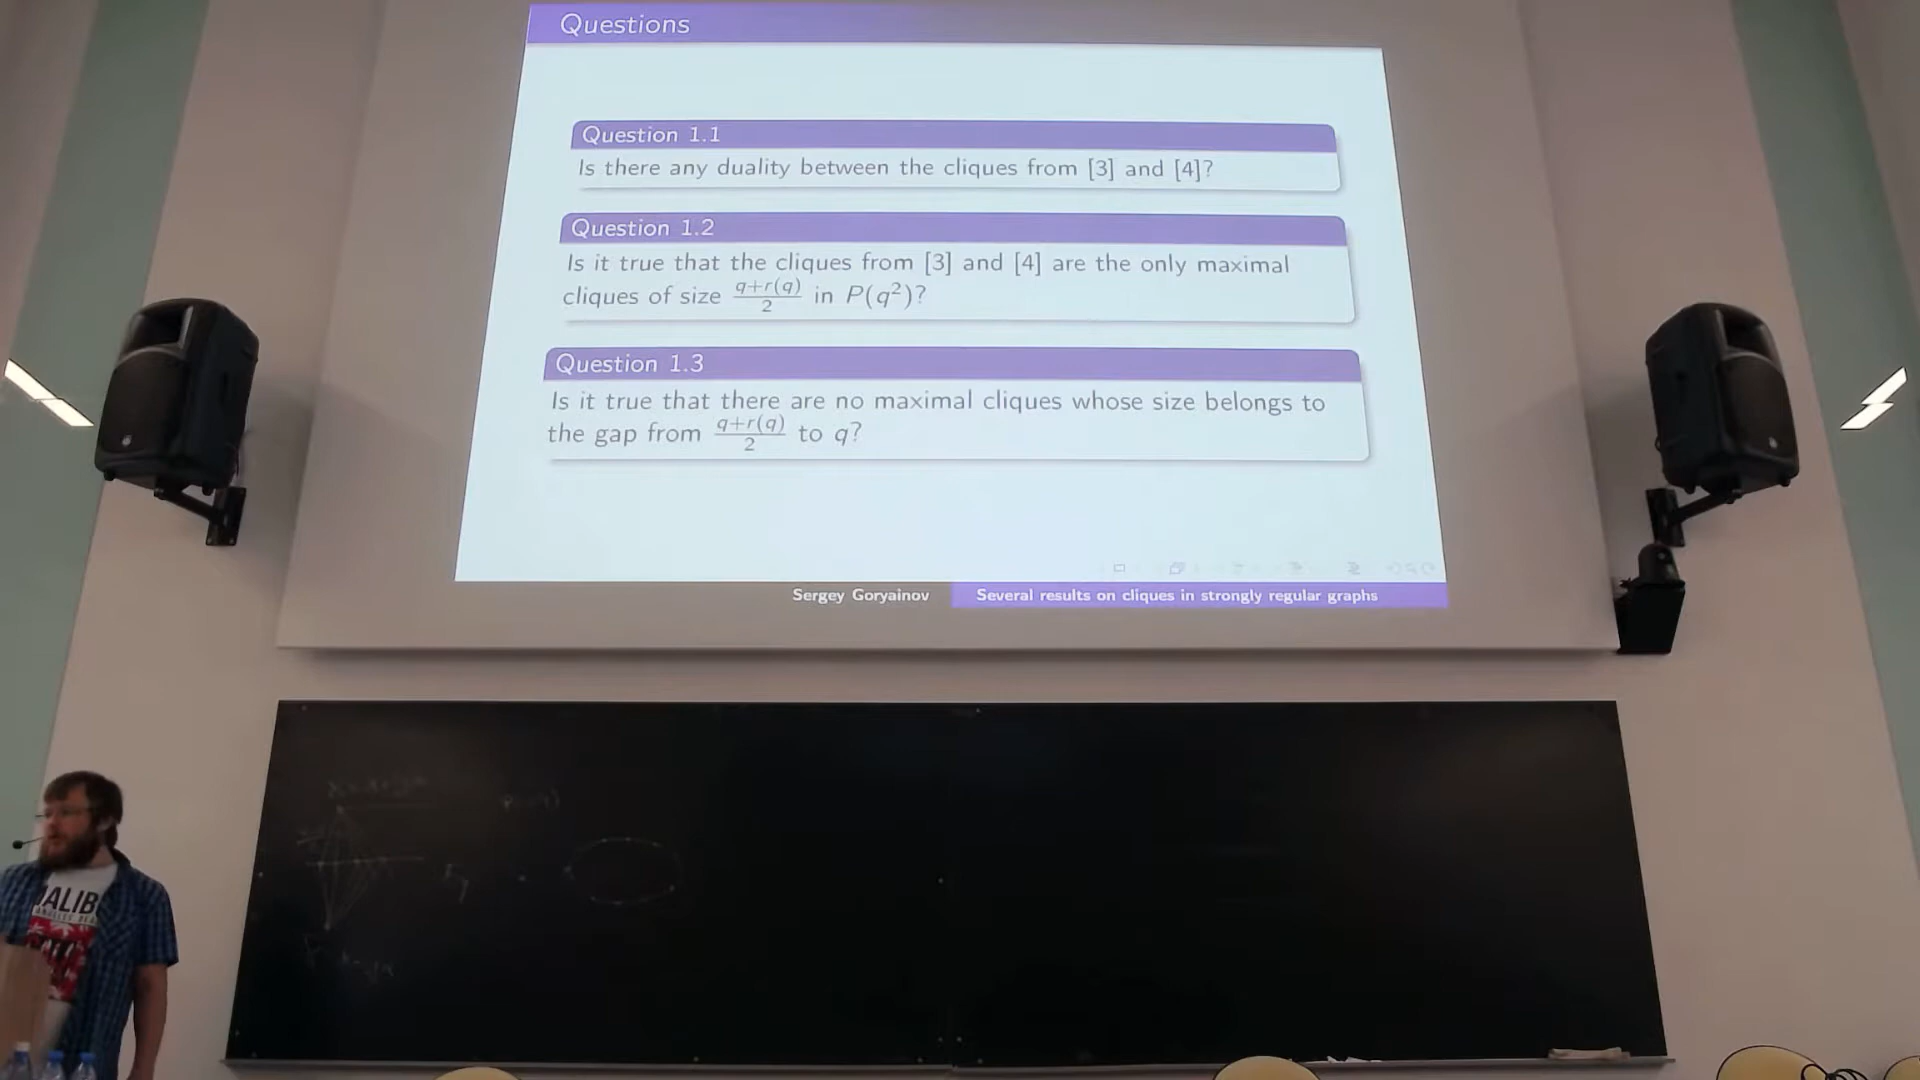 Questions
Question 1.1
Is there any duality between the cliques from [3] and [4]?
Question 1.2
Is it true that the cliques from [3] and [4] are the only maximal
cliques of size $\frac{q+r(q)}{2}$ in $P(q^2)$?
Question 1.3
Is it true that there are no maximal cliques whose size belongs to
the gap from $\frac{q+r(q)}{2}$ to $q$?
Sergey Goryainov
Several results on cliques in strongly regular graphs